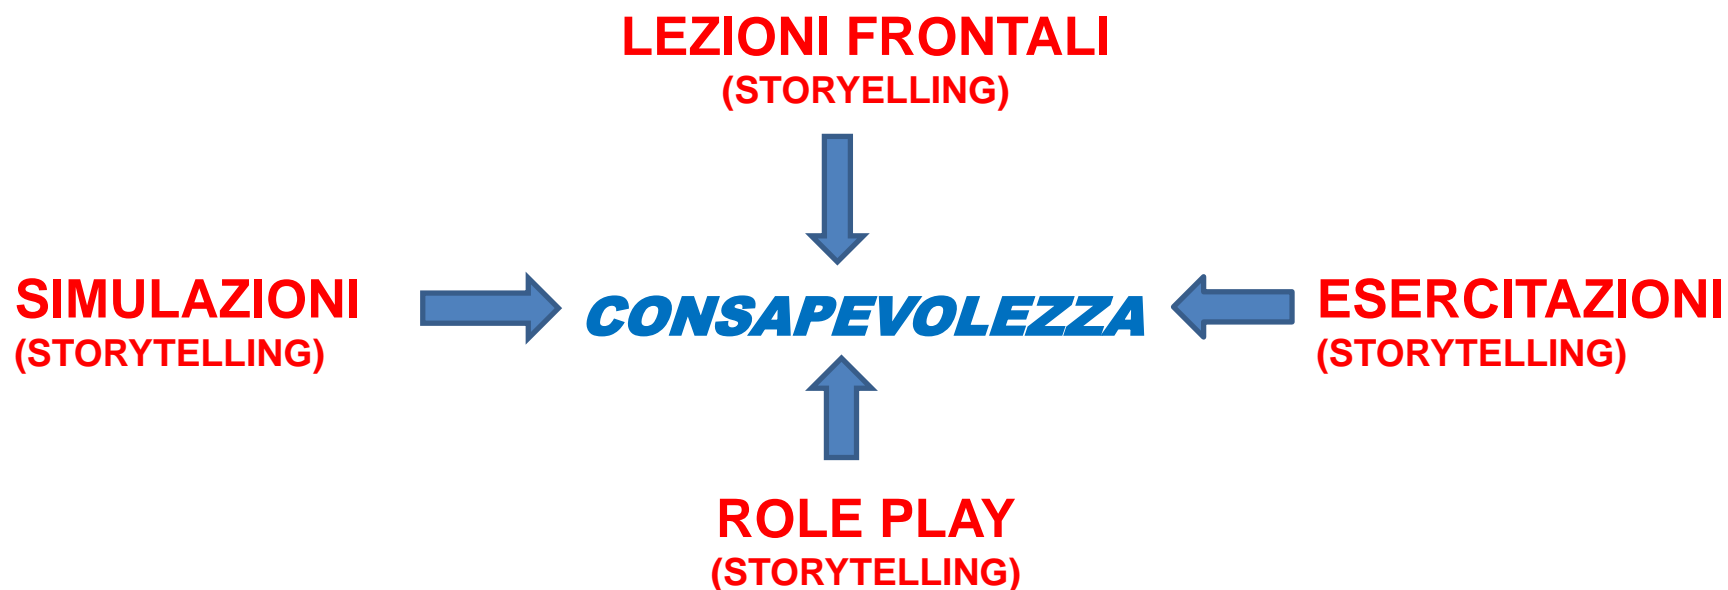 LEZIONI FRONTALI
(STORYELLING)
SIMULAZIONI
(STORYTELLING)
CONSAPEVOLEZZA
ESERCITAZIONI
(STORYTELLING)
ROLE PLAY
(STORYTELLING)